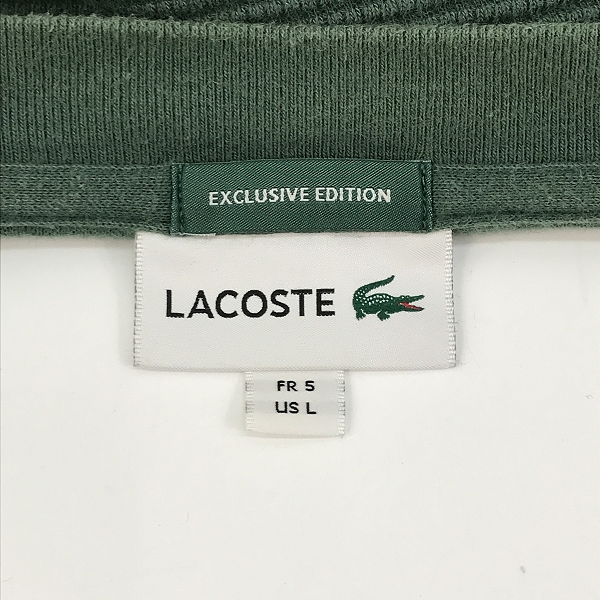 EXCLUSIVE EDITION
LACOSTE
FR 5
US L